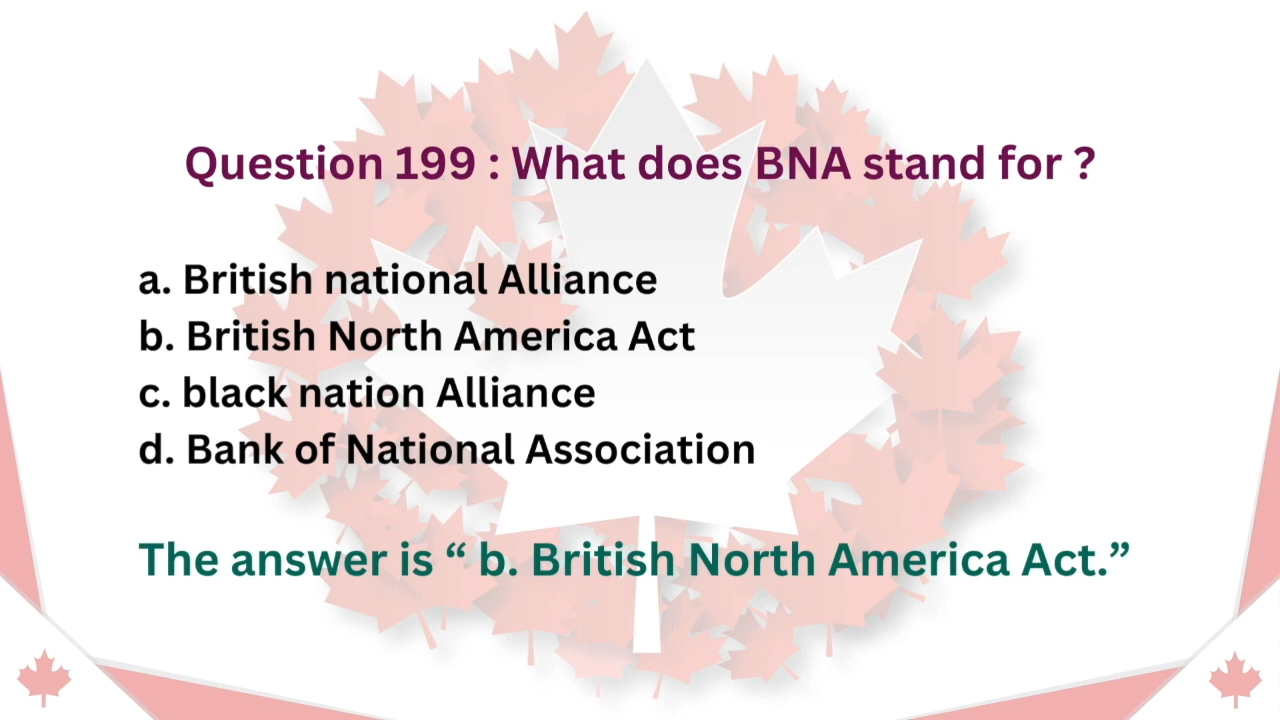 Question 199 : What does BNA stand for ?
a. British national Alliance
b. British North America Act
c. black nation Alliance
d. Bank of National Association
The answer is “ b. British North America Act.”